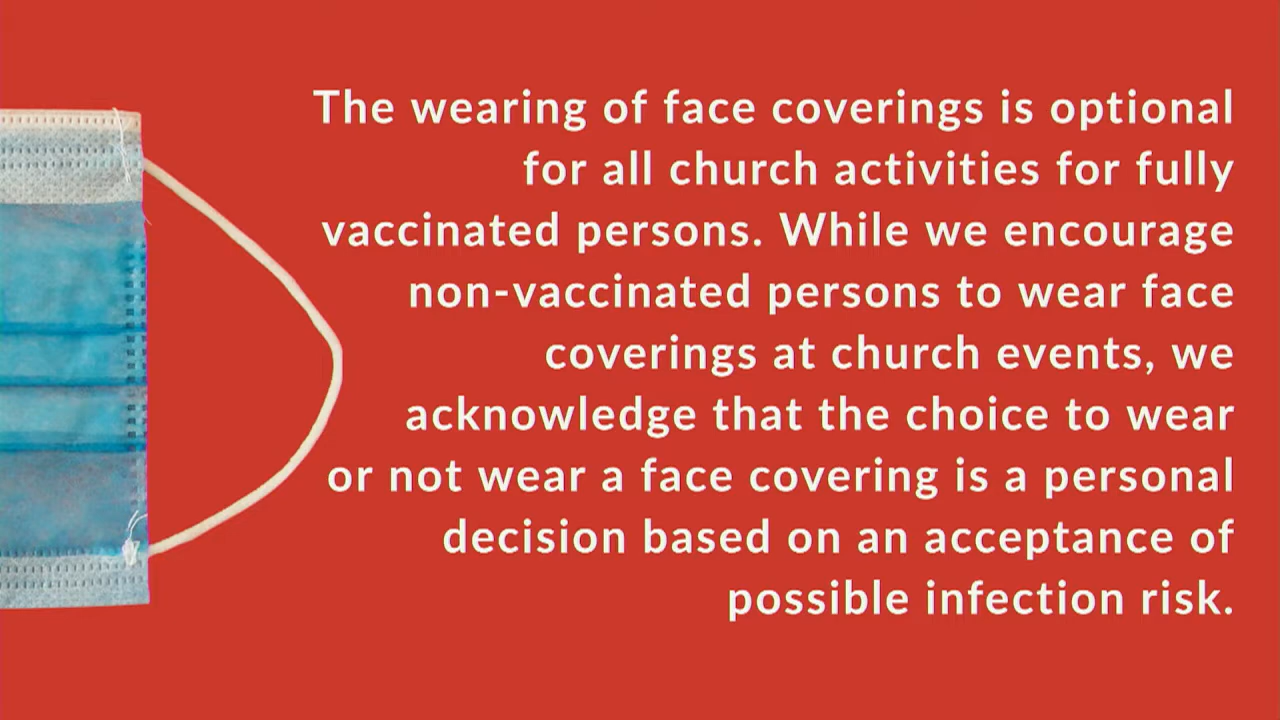 The wearing of face coverings is optional
for all church activities for fully
vaccinated persons. While we encourage
non-vaccinated persons to wear face
coverings at church events, we
acknowledge that the choice to wear
or not wear a face covering is a personal
decision based on an acceptance of
possible infection risk.